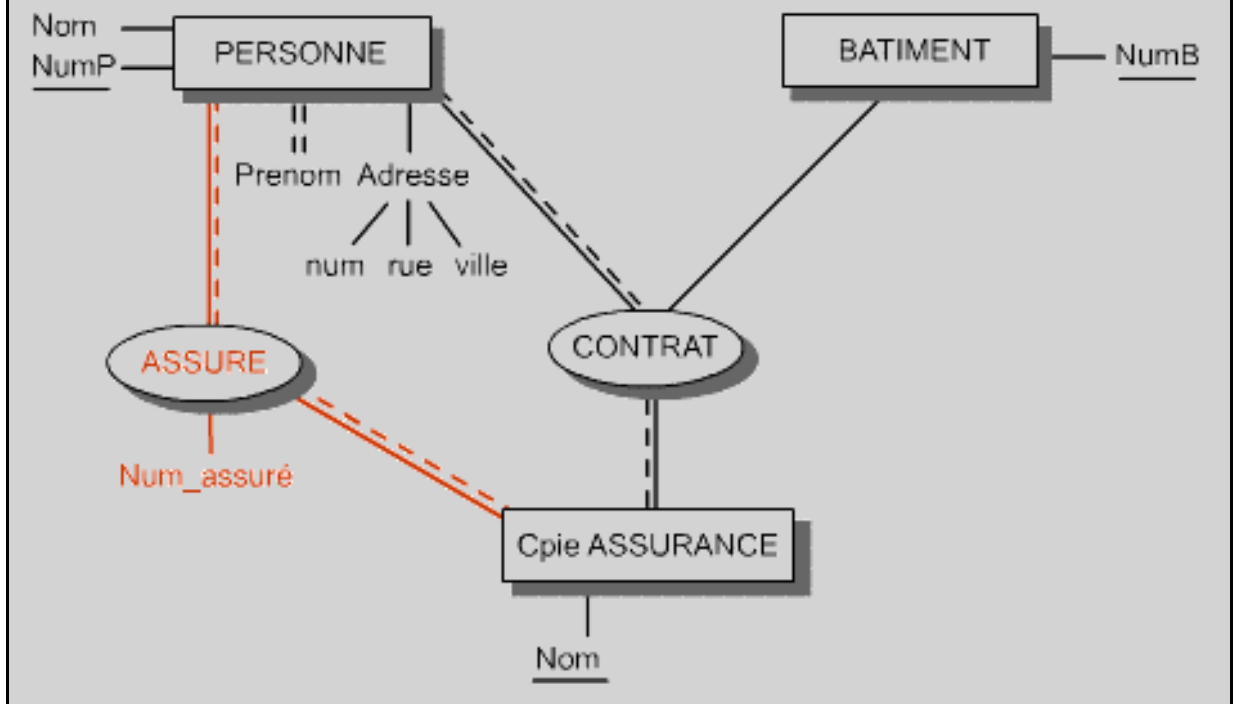 Nom
NumP
PERSONNE
BATIMENT
NumB
Prenom
Adresse
num
rue
ville
ASSURE
CONTRAT
Num_assuré
Cpie ASSURANCE
Nom